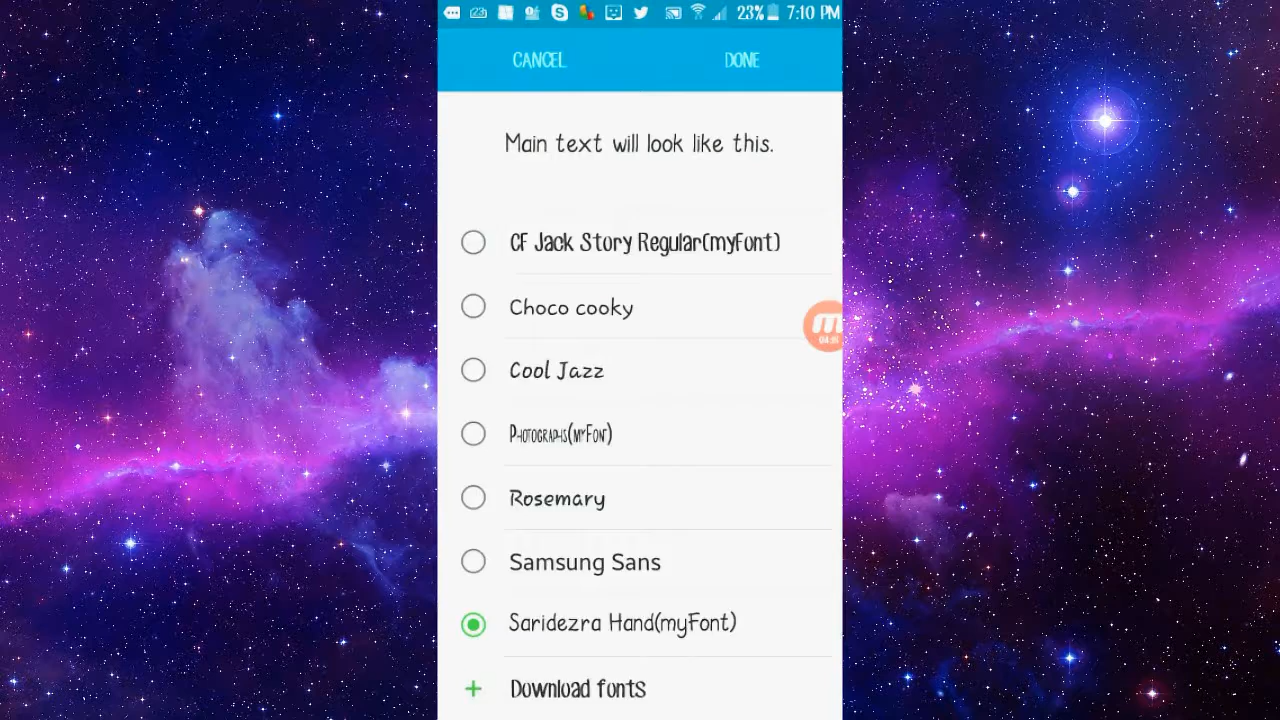 23% 7:10 PM
CANCEL DONE
Main text will look like this.
CF Jack Story Regular(myFont)
Choco cooky
Cool Jazz
Photographs(myFont)
Rosemary
Samsung Sans
Saridezra Hand(myFont)
+ Download fonts